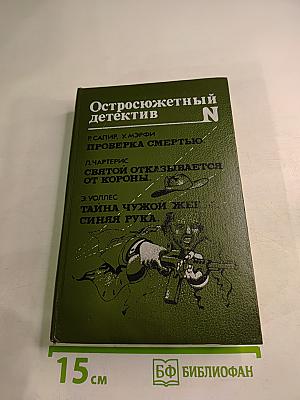 Остросюжетный
детектив
N
Р. САПИР, У. МЭРФИ
ПРОВЕРКА СМЕРТЬЮ.
Л. ЧАРТЕРИС
СВЯТОЙ ОТКАЗЫВАЕТСЯ
ОТ КОРОНЫ.
Э. УОЛЛЕС
ТАЙНА ЧУЖОЙ
СИНЯЯ РУКА.
15 см
БФ БИБЛИОФАН